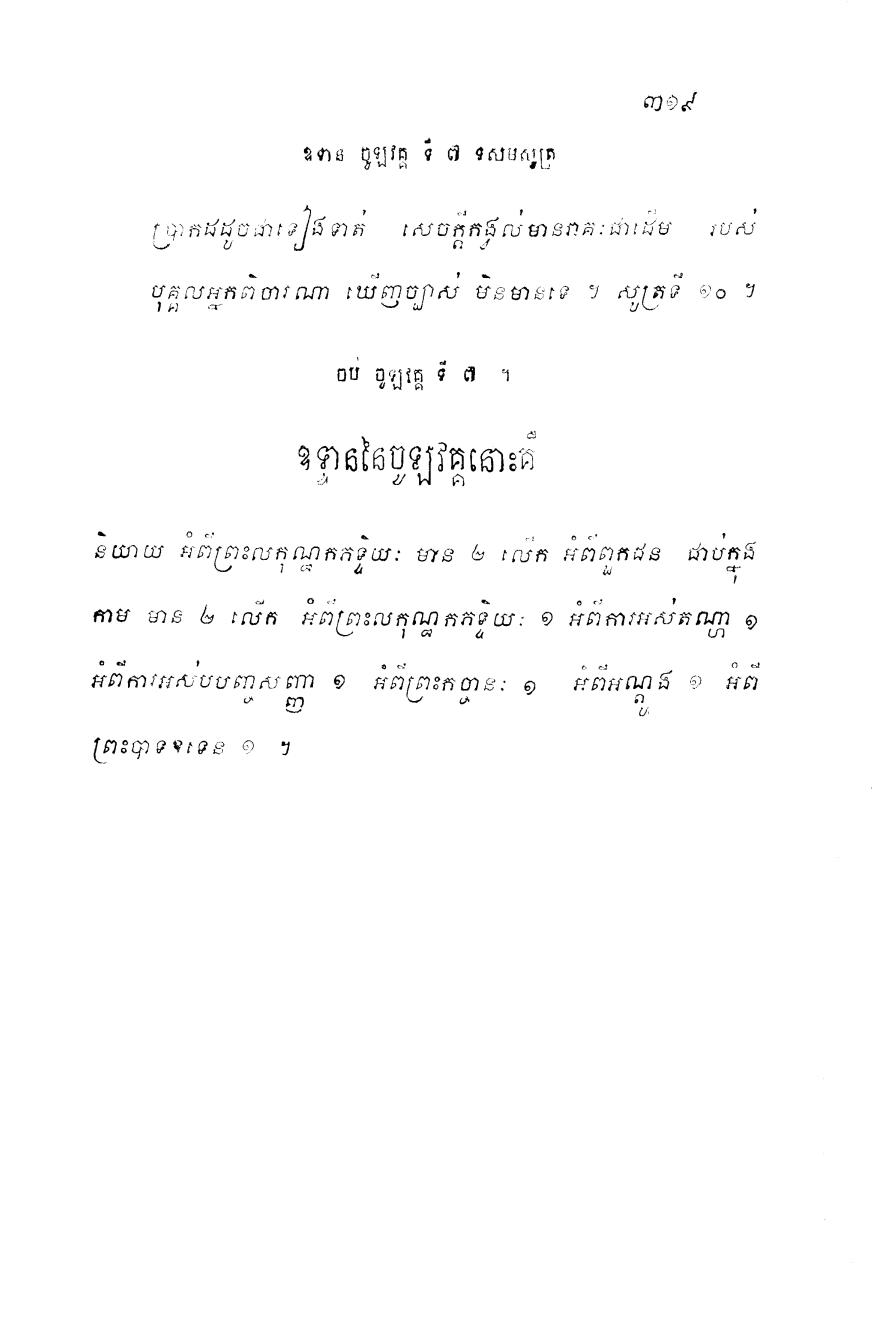 ៣១៩
ឧទាន ចូឡវគ្គ ទី ៧ ទសមសូត្រ
ប្រាកដដូចជាទៀងទាត់ សេចក្តីកង្វល់មានរាគៈជាដើម របស់
បុគ្គលអ្នកពិចារណា ឃើញច្បាស់ មិនមានទេ ។ សូត្រទី ១០ ។
ចប់ ចូឡវគ្គ ទី ៧ ។
ឧទ្ទាននៃចូឡវគ្គនោះគឺ
និយាយ អំពីព្រះលកុណ្ដកភទ្ទិយៈ មាន ២ លើក អំពីពួកជន ជាប់ក្នុង
កាម មាន ២ លើក អំពីព្រះលកុណ្ដកភទ្ទិយៈ ១ អំពីការអស់តណ្ហា ១
អំពីការអស់បបញ្ចសញ្ញា ១ អំពីព្រះកច្ចានៈ ១ អំពីអណ្ដូង ១ អំពី
ព្រះបាទឧទេន ១ ។